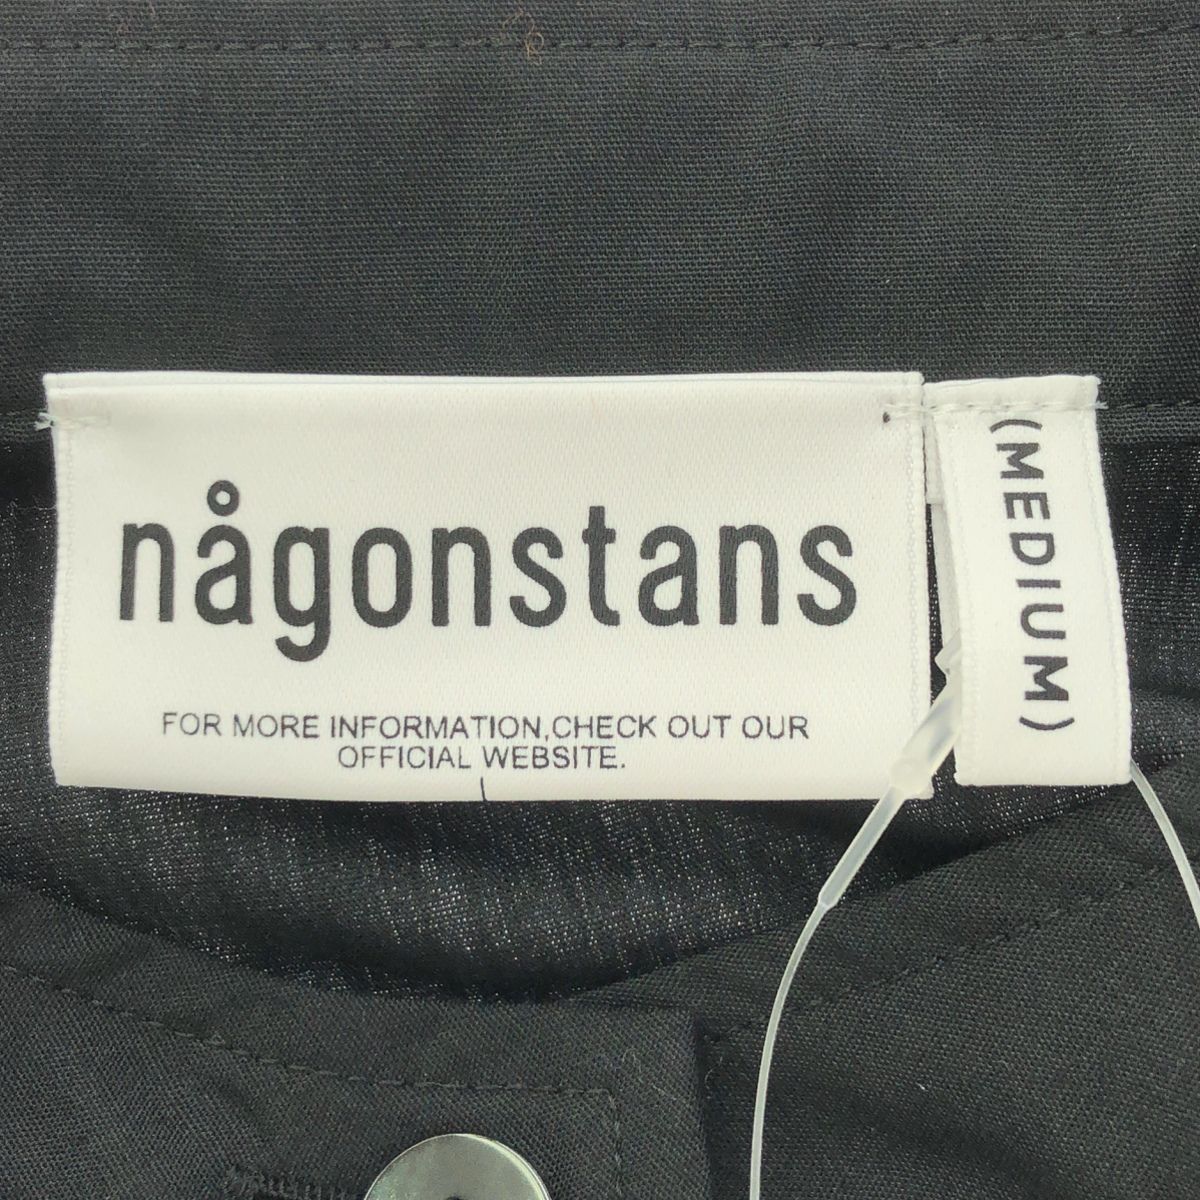 någonstans
FOR MORE INFORMATION,CHECK OUT OUR
OFFICIAL WEBSITE.
(MEDIUM)